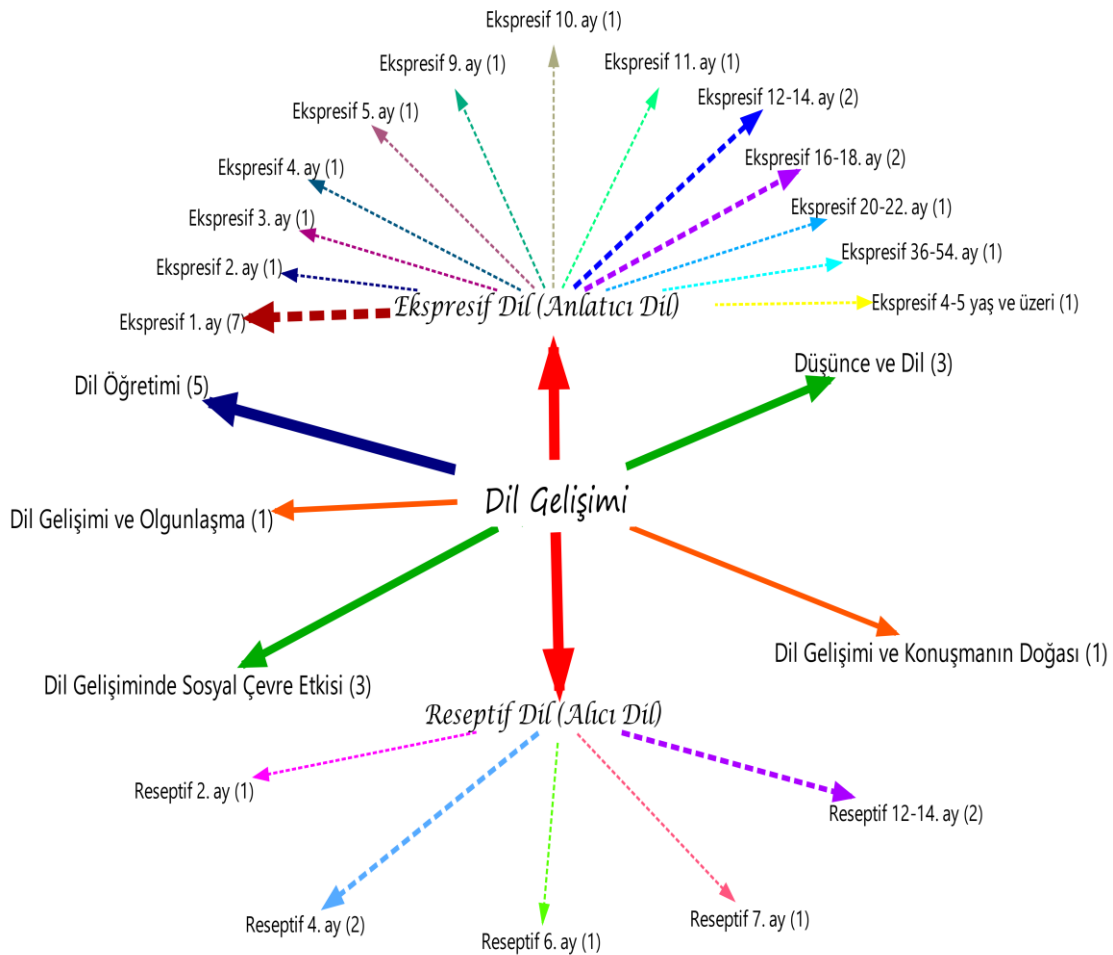 Ekspresif 10. ay (1)
Ekspresif 9. ay (1)
Ekspresif 11. ay (1)
Ekspresif 5. ay (1)
Ekspresif 12-14. ay (2)
Ekspresif 4. ay (1)
Ekspresif 16-18. ay (2)
Ekspresif 3. ay (1)
Ekspresif 20-22. ay (1)
Ekspresif 2. ay (1)
Ekspresif 36-54. ay (1)
Ekspresif 1. ay (7)
Ekspresif Dil (Anlatıcı Dil)
Ekspresif 4-5 yaş ve üzeri (1)
Dil Öğretimi (5)
Düşünce ve Dil (3)
Dil Gelişimi
Dil Gelişimi ve Olgunlaşma (1)
Dil Gelişimi ve Konuşmanın Doğası (1)
Dil Gelişiminde Sosyal Çevre Etkisi (3)
Reseptif Dil (Alıcı Dil)
Reseptif 2. ay (1)
Reseptif 12-14. ay (2)
Reseptif 4. ay (2)
Reseptif 6. ay (1)
Reseptif 7. ay (1)